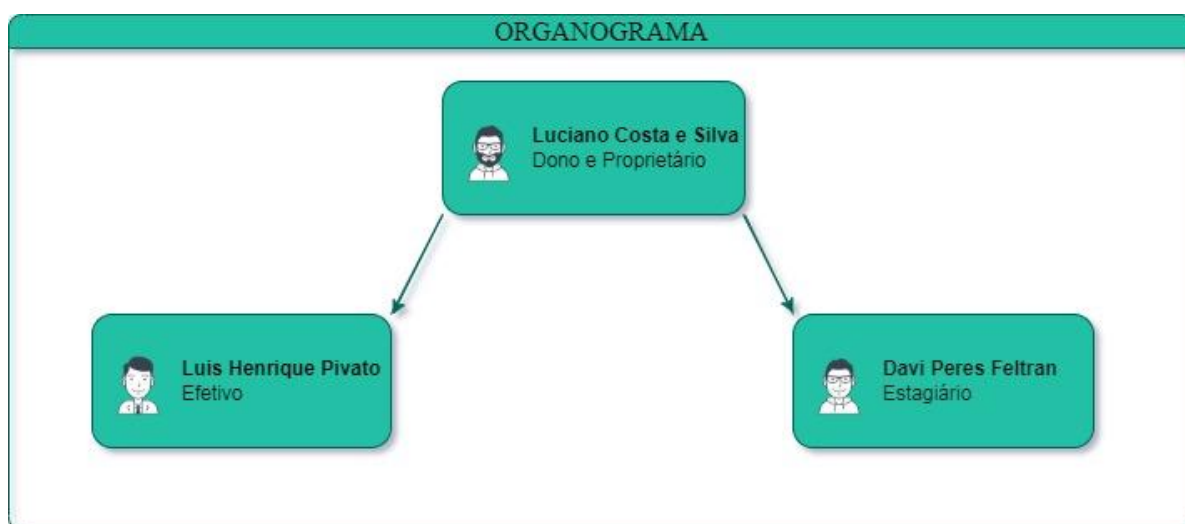 ORGANOGRAMA
Luciano Costa e Silva
Dono e Proprietário
Luis Henrique Pivato
Efetivo
Davi Peres Feltran
Estagiário